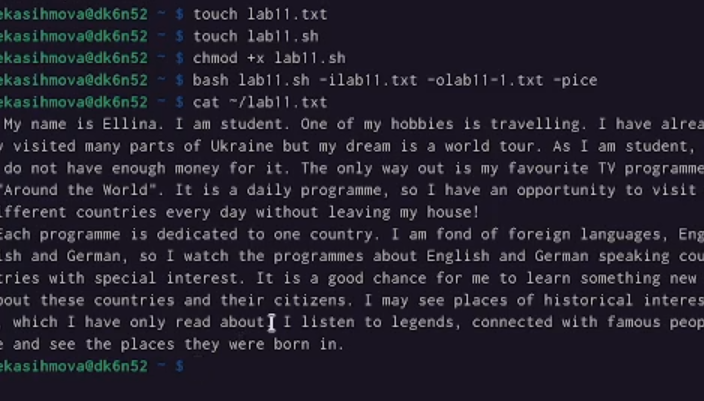 ekasihmova@dk6n52 ~ $ touch lab11.txt
ekasihmova@dk6n52 ~ $ touch lab11.sh
ekasihmova@dk6n52 ~ $ chmod +x lab11.sh
ekasihmova@dk6n52 ~ $ bash lab11.sh -ilab11.txt -olab11-1.txt -pice
ekasihmova@dk6n52 ~ $ cat ~/lab11.txt
My name is Ellina. I am student. One of my hobbies is travelling. I have alrea
y visited many parts of Ukraine but my dream is a world tour. As I am student,
do not have enough money for it. The only way out is my favourite TV programme
"Around the World". It is a daily programme, so I have an opportunity to visit
ifferent countries every day without leaving my house!
Each programme is dedicated to one country. I am fond of foreign languages, Eng
ish and German, so I watch the programmes about English and German speaking cou
tries with special interest. It is a good chance for me to learn something new
bout these countries and their citizens. I may see places of historical interes
, which I have only read about. I listen to legends, connected with famous peop
e and see the places they were born in.
ekasihmova@dk6n52 ~ $